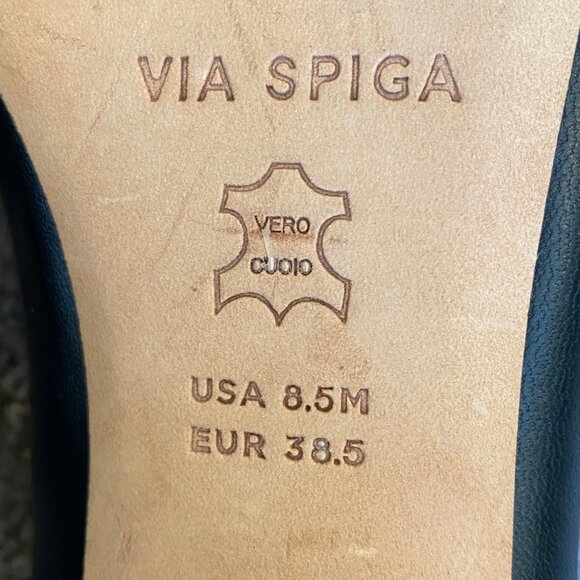 VIA SPIGA
VERO
CUOIO
USA 8.5M
EUR 38.5